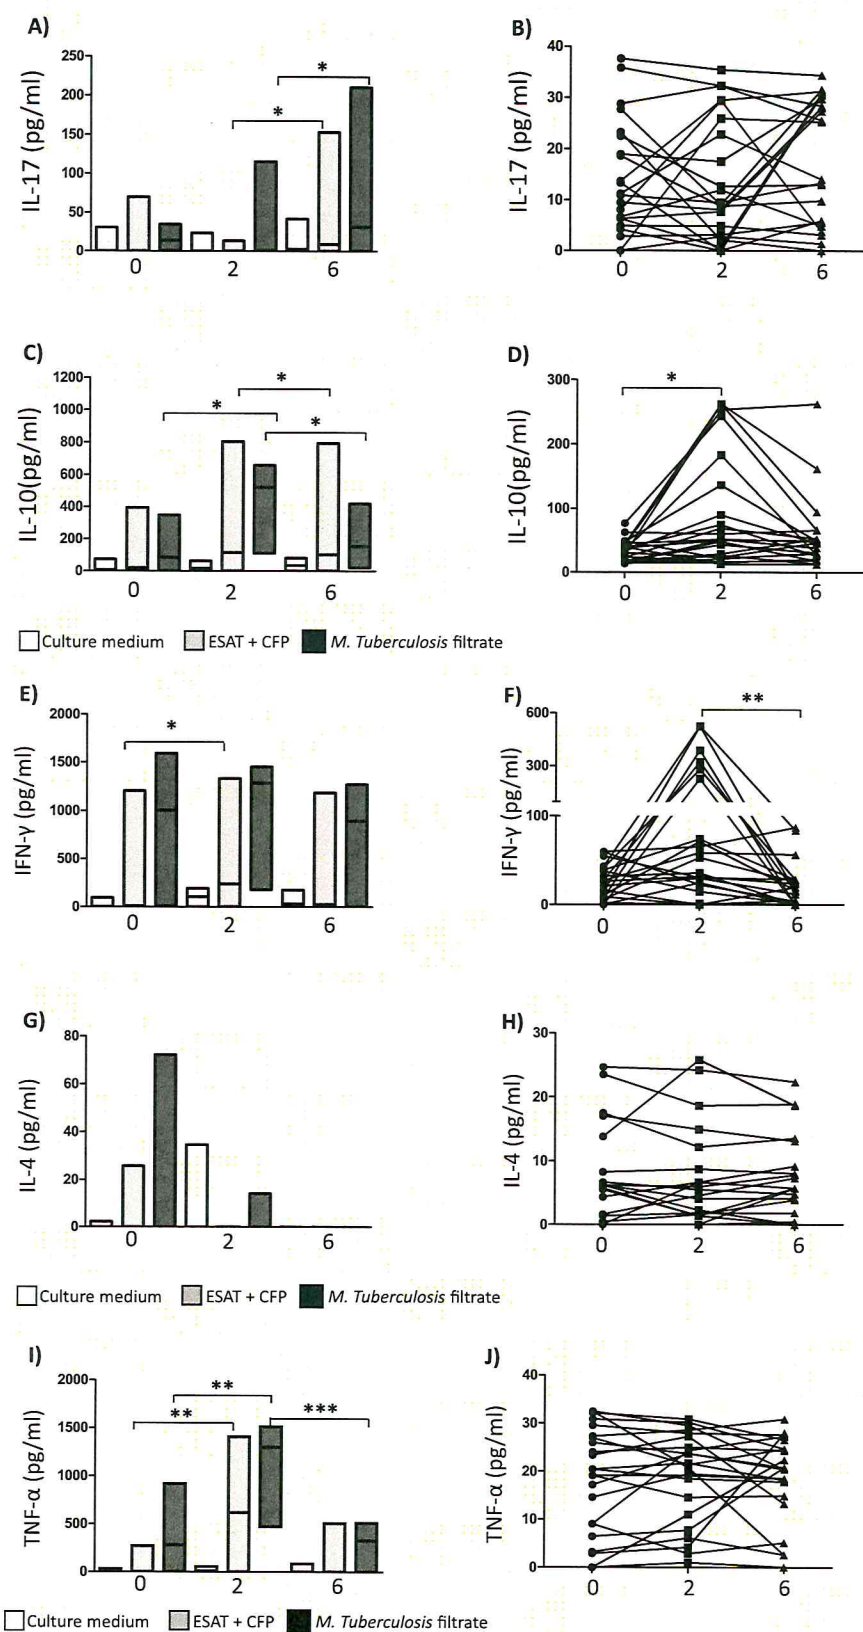 A)
IL-17 (pg/ml)
250
200
150
100
50
0
* *
0 2 6
B)
IL-17 (pg/ml)
40
30
20
10
0
0 2 6
C)
IL-10(pg/ml)
1200
1000
800
600
400
200
0
* * *
0 2 6
D)
IL-10(pg/ml)
300
200
100
0
*
0 2 6
Culture medium ESAT + CFP M. Tuberculosis filtrate
E)
IFN-γ (pg/ml)
2000
1500
1000
500
0
*
0 2 6
F)
IFN-γ (pg/ml)
600
300
100
0
**
0 2 6
G)
IL-4 (pg/ml)
80
60
40
20
0
0 2 6
H)
IL-4 (pg/ml)
30
20
10
0
0 2 6
Culture medium ESAT + CFP M. Tuberculosis filtrate
I)
TNF-α (pg/ml)
2000
1500
1000
500
0
** ** ***
0 2 6
J)
TNF-α (pg/ml)
40
30
20
10
0
0 2 6
Culture medium ESAT + CFP M. Tuberculosis filtrate